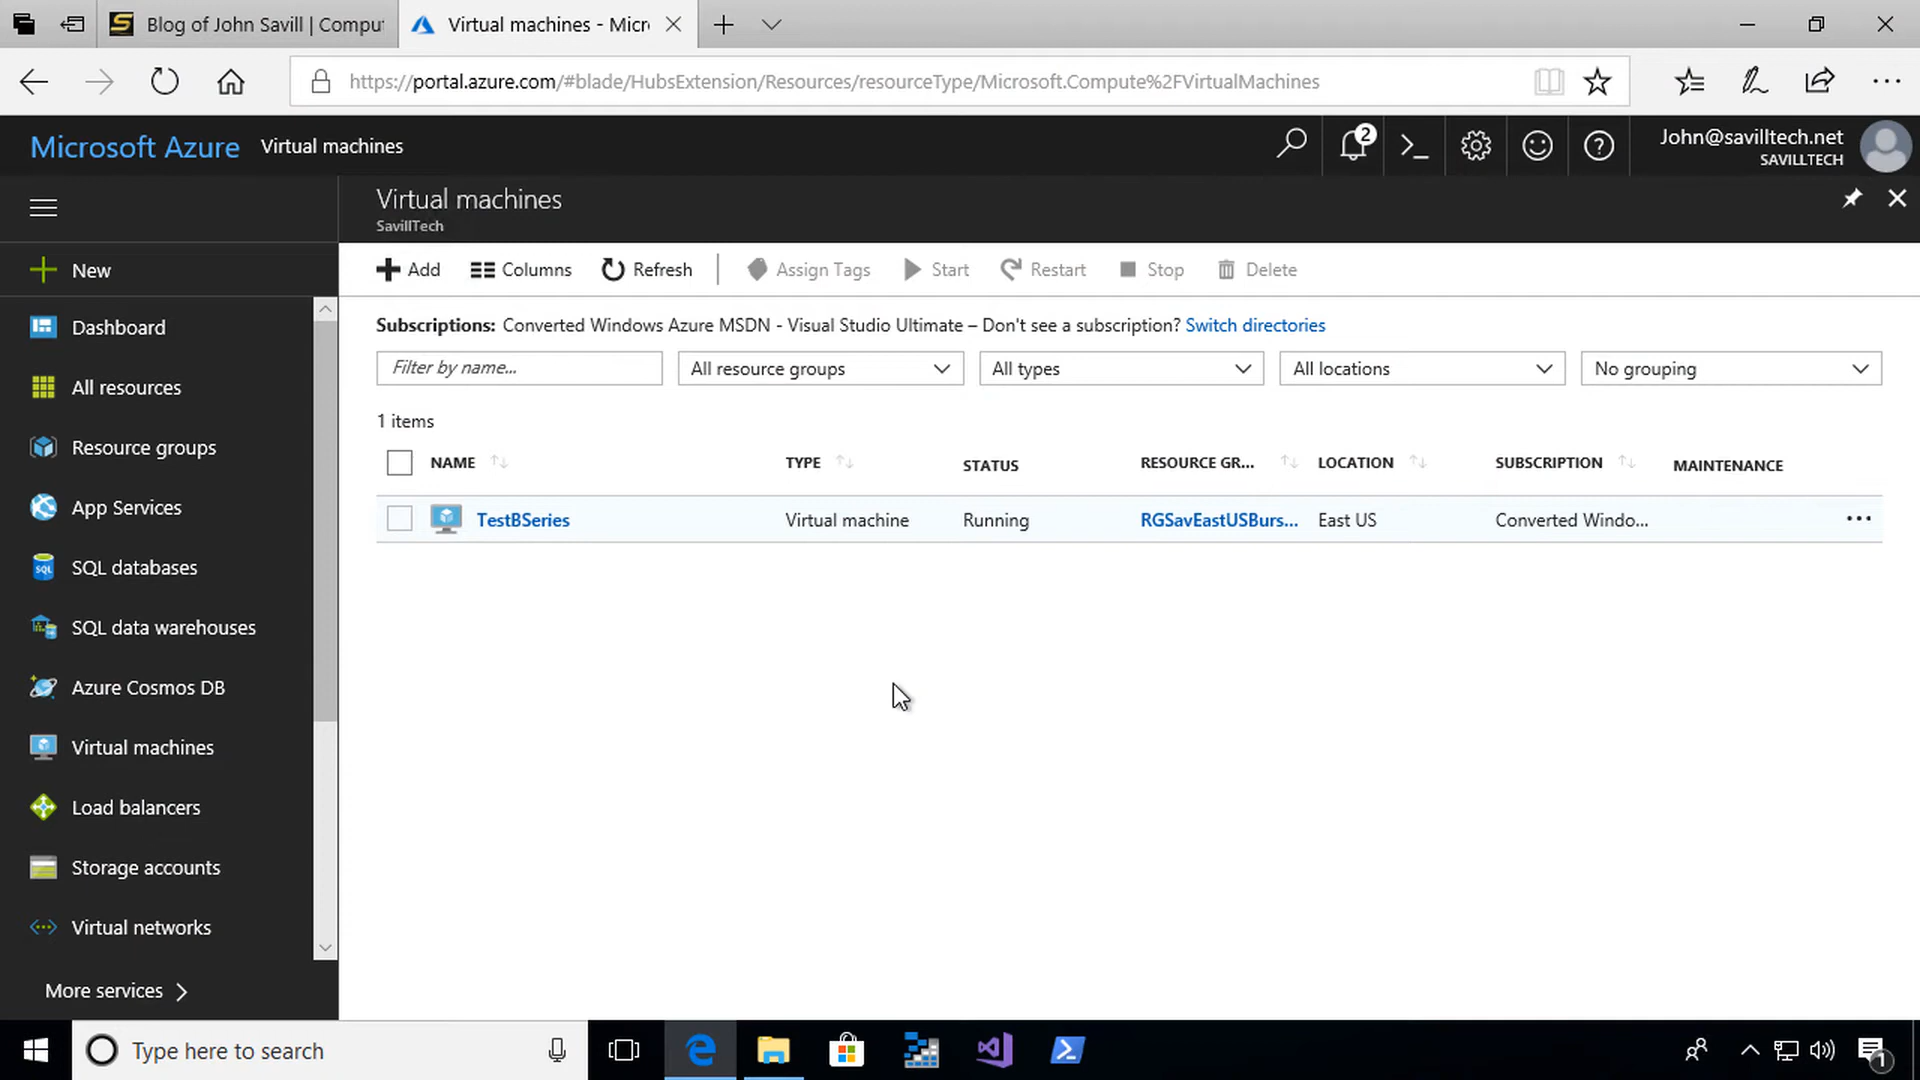 Blog of John Savill | Comput
Virtual machines - Micr
https://portal.azure.com/#blade/HubsExtension/Resources/resourceType/Microsoft.Compute%2FVirtualMachines
Microsoft Azure
Virtual machines
2
John@savilltech.net
SAVILLTECH
Virtual machines
SavillTech
New
Dashboard
All resources
Resource groups
App Services
SQL
SQL databases
SQL data warehouses
Azure Cosmos DB
Virtual machines
Load balancers
Storage accounts
Virtual networks
More services
Add
Columns
Refresh
Assign Tags
Start
Restart
Stop
Delete
Subscriptions: Converted Windows Azure MSDN - Visual Studio Ultimate – Don't see a subscription? Switch directories
Filter by name...
All resource groups
All types
All locations
No grouping
1 items
NAME
TYPE
STATUS
RESOURCE GR...
LOCATION
SUBSCRIPTION
MAINTENANCE
TestBSeries
Virtual machine
Running
RGSavEastUSBurs...
East US
Converted Windo...
Type here to search
1